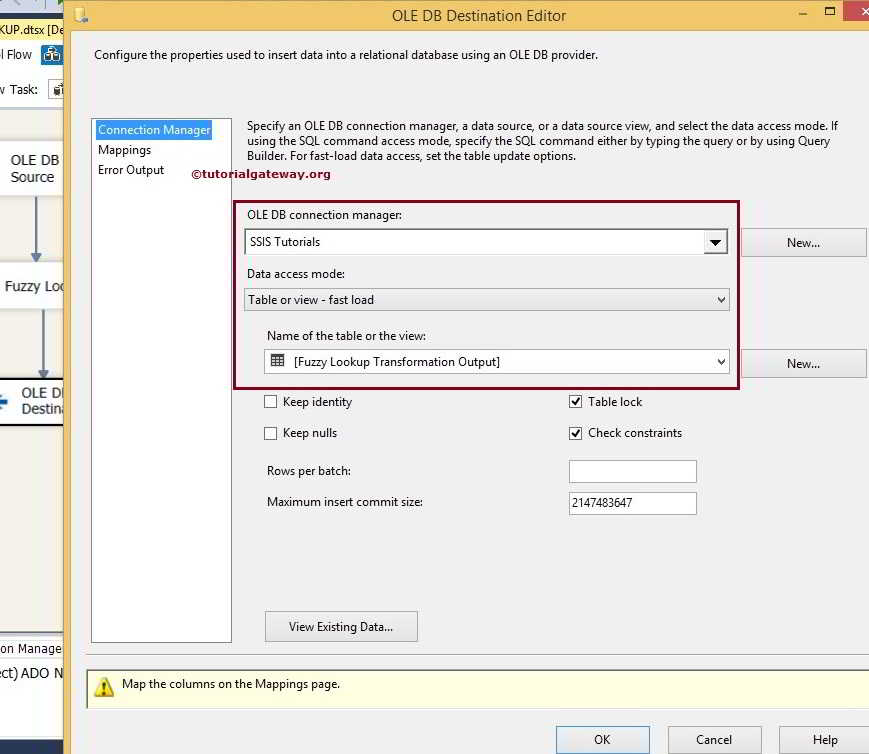 OLE DB Destination Editor
KUP.dtsx [De
l Flow
v Task:
OLE DB
Source
Fuzzy Loo
OLE D
Destin
on Manage
ct) ADO N
Configure the properties used to insert data into a relational database using an OLE DB provider.
Connection Manager
Mappings
Error Output
©tutorialgateway.org
Specify an OLE DB connection manager, a data source, or a data source view, and select the data access mode. If
using the SQL command access mode, specify the SQL command either by typing the query or by using Query
Builder. For fast-load data access, set the table update options.
OLE DB connection manager:
SSIS Tutorials
New...
Data access mode:
Table or view - fast load
Name of the table or the view:
[Fuzzy Lookup Transformation Output]
New...
Keep identity
Table lock
Keep nulls
Check constraints
Rows per batch:
Maximum insert commit size:
2147483647
View Existing Data...
Map the columns on the Mappings page.
OK
Cancel
Help